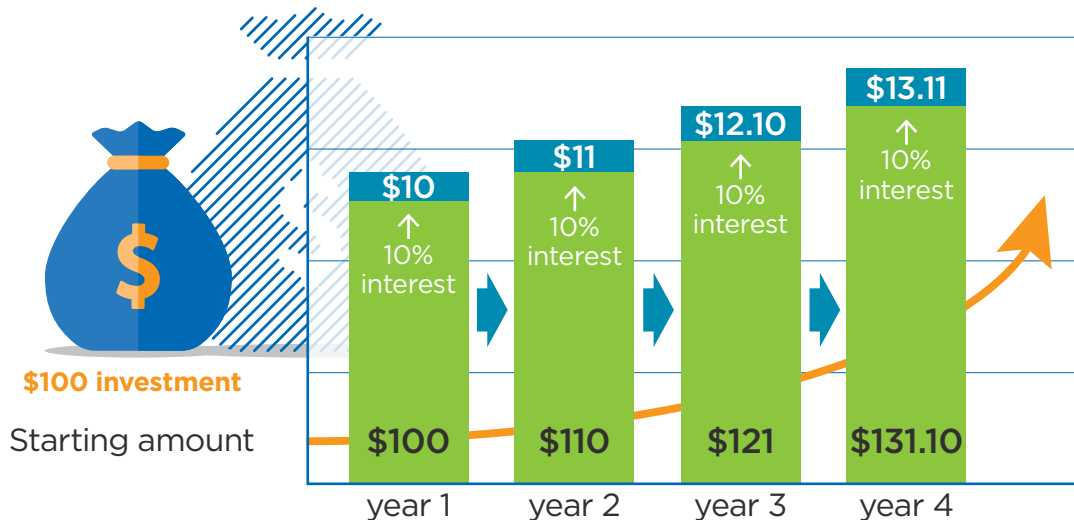 $10
↑
10%
interest
$11
↑
10%
interest
$12.10
↑
10%
interest
$13.11
↑
10%
interest
$
$100 investment
Starting amount
$100
$110
$121
$131.10
year 1
year 2
year 3
year 4